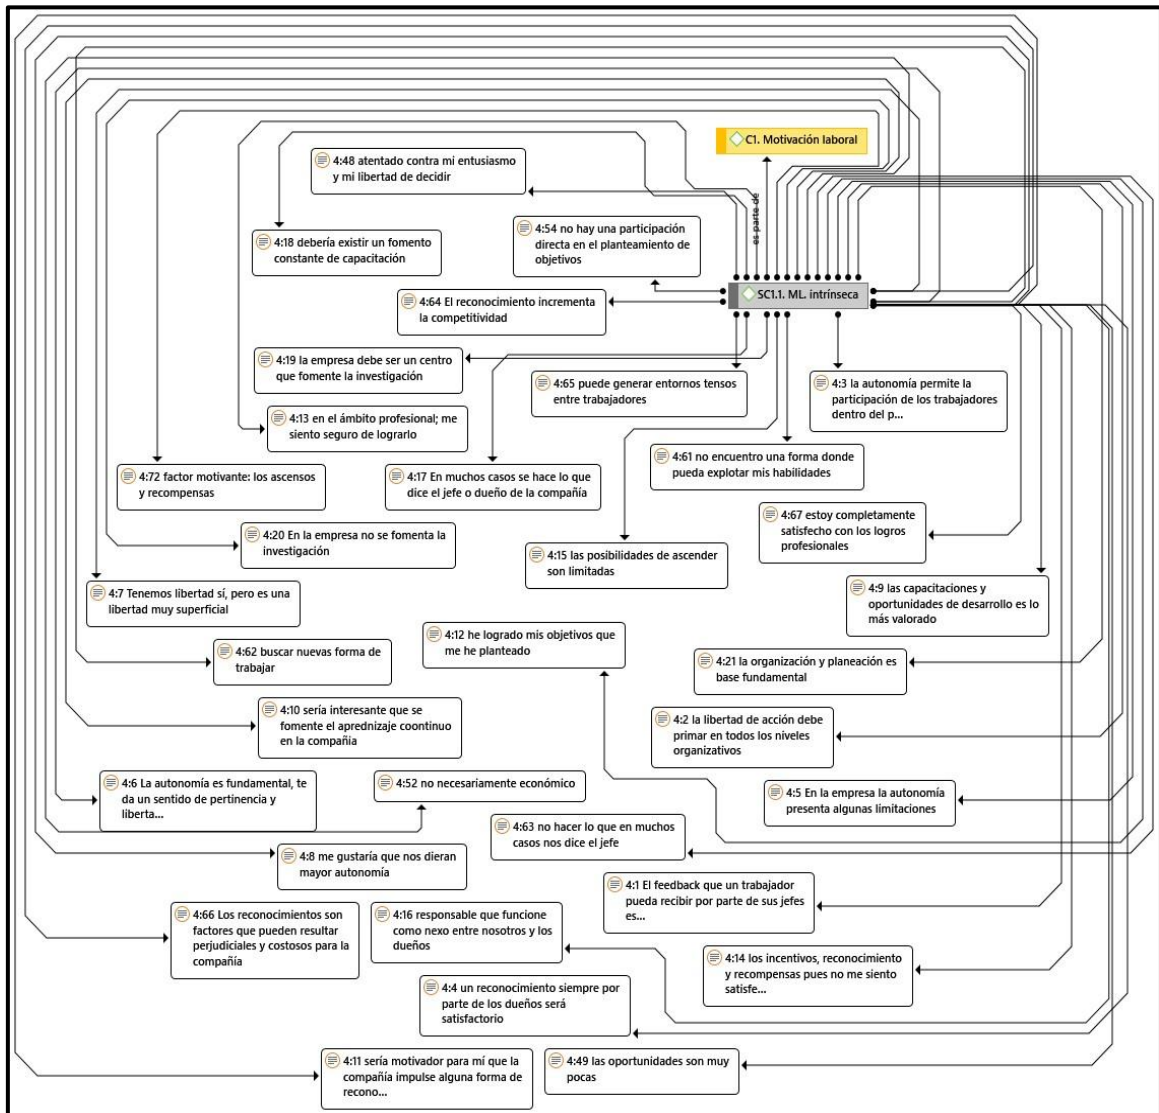 C1. Motivación laboral
4:48 atentado contra mi entusiasmo
y mi libertad de decidir
es parte de
4:54 no hay una participación
directa en el planteamiento de
objetivos
4:18 debería existir un fomento
constante de capacitación
SC1.1. ML. intrínseca
4:64 El reconocimiento incrementa
la competitividad
4:19 la empresa debe ser un centro
que fomente la investigación
4:65 puede generar entornos tensos
entre trabajadores
4:3 la autonomía permite la
participación de los trabajadores
dentro del p...
4:13 en el ámbito profesional; me
siento seguro de lograrlo
4:61 no encuentro una forma donde
pueda explotar mis habilidades
4:72 factor motivante: los ascensos
y recompensas
4:17 En muchos casos se hace lo que
dice el jefe o dueño de la compañía
4:67 estoy completamente
satisfecho con los logros
profesionales
4:20 En la empresa no se fomenta la
investigación
4:15 las posibilidades de ascender
son limitadas
4:7 Tenemos libertad sí, pero es una
libertad muy superficial
4:9 las capacitaciones y
oportunidades de desarrollo es lo
más valorado
4:12 he logrado mis objetivos que
me he planteado
4:62 buscar nuevas forma de
trabajar
4:21 la organización y planeación es
base fundamental
4:10 sería interesante que se
fomente el aprednizaje coontinuo
en la compañia
4:2 la libertad de acción debe
primar en todos los niveles
organizativos
4:6 La autonomía es fundamental, te
da un sentido de pertinencia y
liberta...
4:52 no necesariamente económico
4:5 En la empresa la autonomía
presenta algunas limitaciones
4:63 no hacer lo que en muchos
casos nos dice el jefe
4:8 me gustaría que nos dieran
mayor autonomía
4:1 El feedback que un trabajador
pueda recibir por parte de sus jefes
es...
4:66 Los reconocimientos son
factores que pueden resultar
perjudiciales y costosos para la
compañía
4:16 responsable que funcione
como nexo entre nosotros y los
dueños
4:14 los incentivos, reconocimiento
y recompensas pues no me siento
satisfe...
4:4 un reconocimiento siempre por
parte de los dueños será
satisfactorio
4:11 sería motivador para mí que la
compañía impulse alguna forma de
recono...
4:49 las oportunidades son muy
pocas